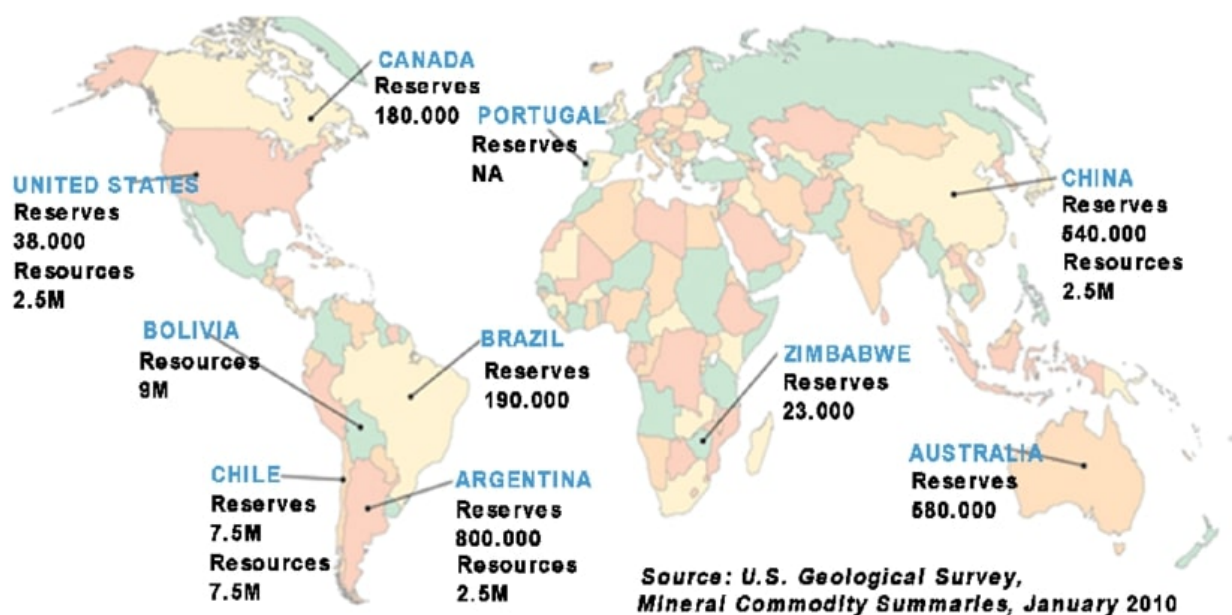 CANADA
Reserves
180.000
PORTUGAL
Reserves
NA
UNITED STATES
Reserves
38.000
Resources
2.5M
CHINA
Reserves
540.000
Resources
2.5M
BOLIVIA
Resources
9M
BRAZIL
Reserves
190.000
ZIMBABWE
Reserves
23.000
CHILE
Reserves
7.5M
Resources
7.5M
ARGENTINA
Reserves
800.000
Resources
2.5M
AUSTRALIA
Reserves
580.000
Source: U.S. Geological Survey,
Mineral Commodity Summaries, January 2010